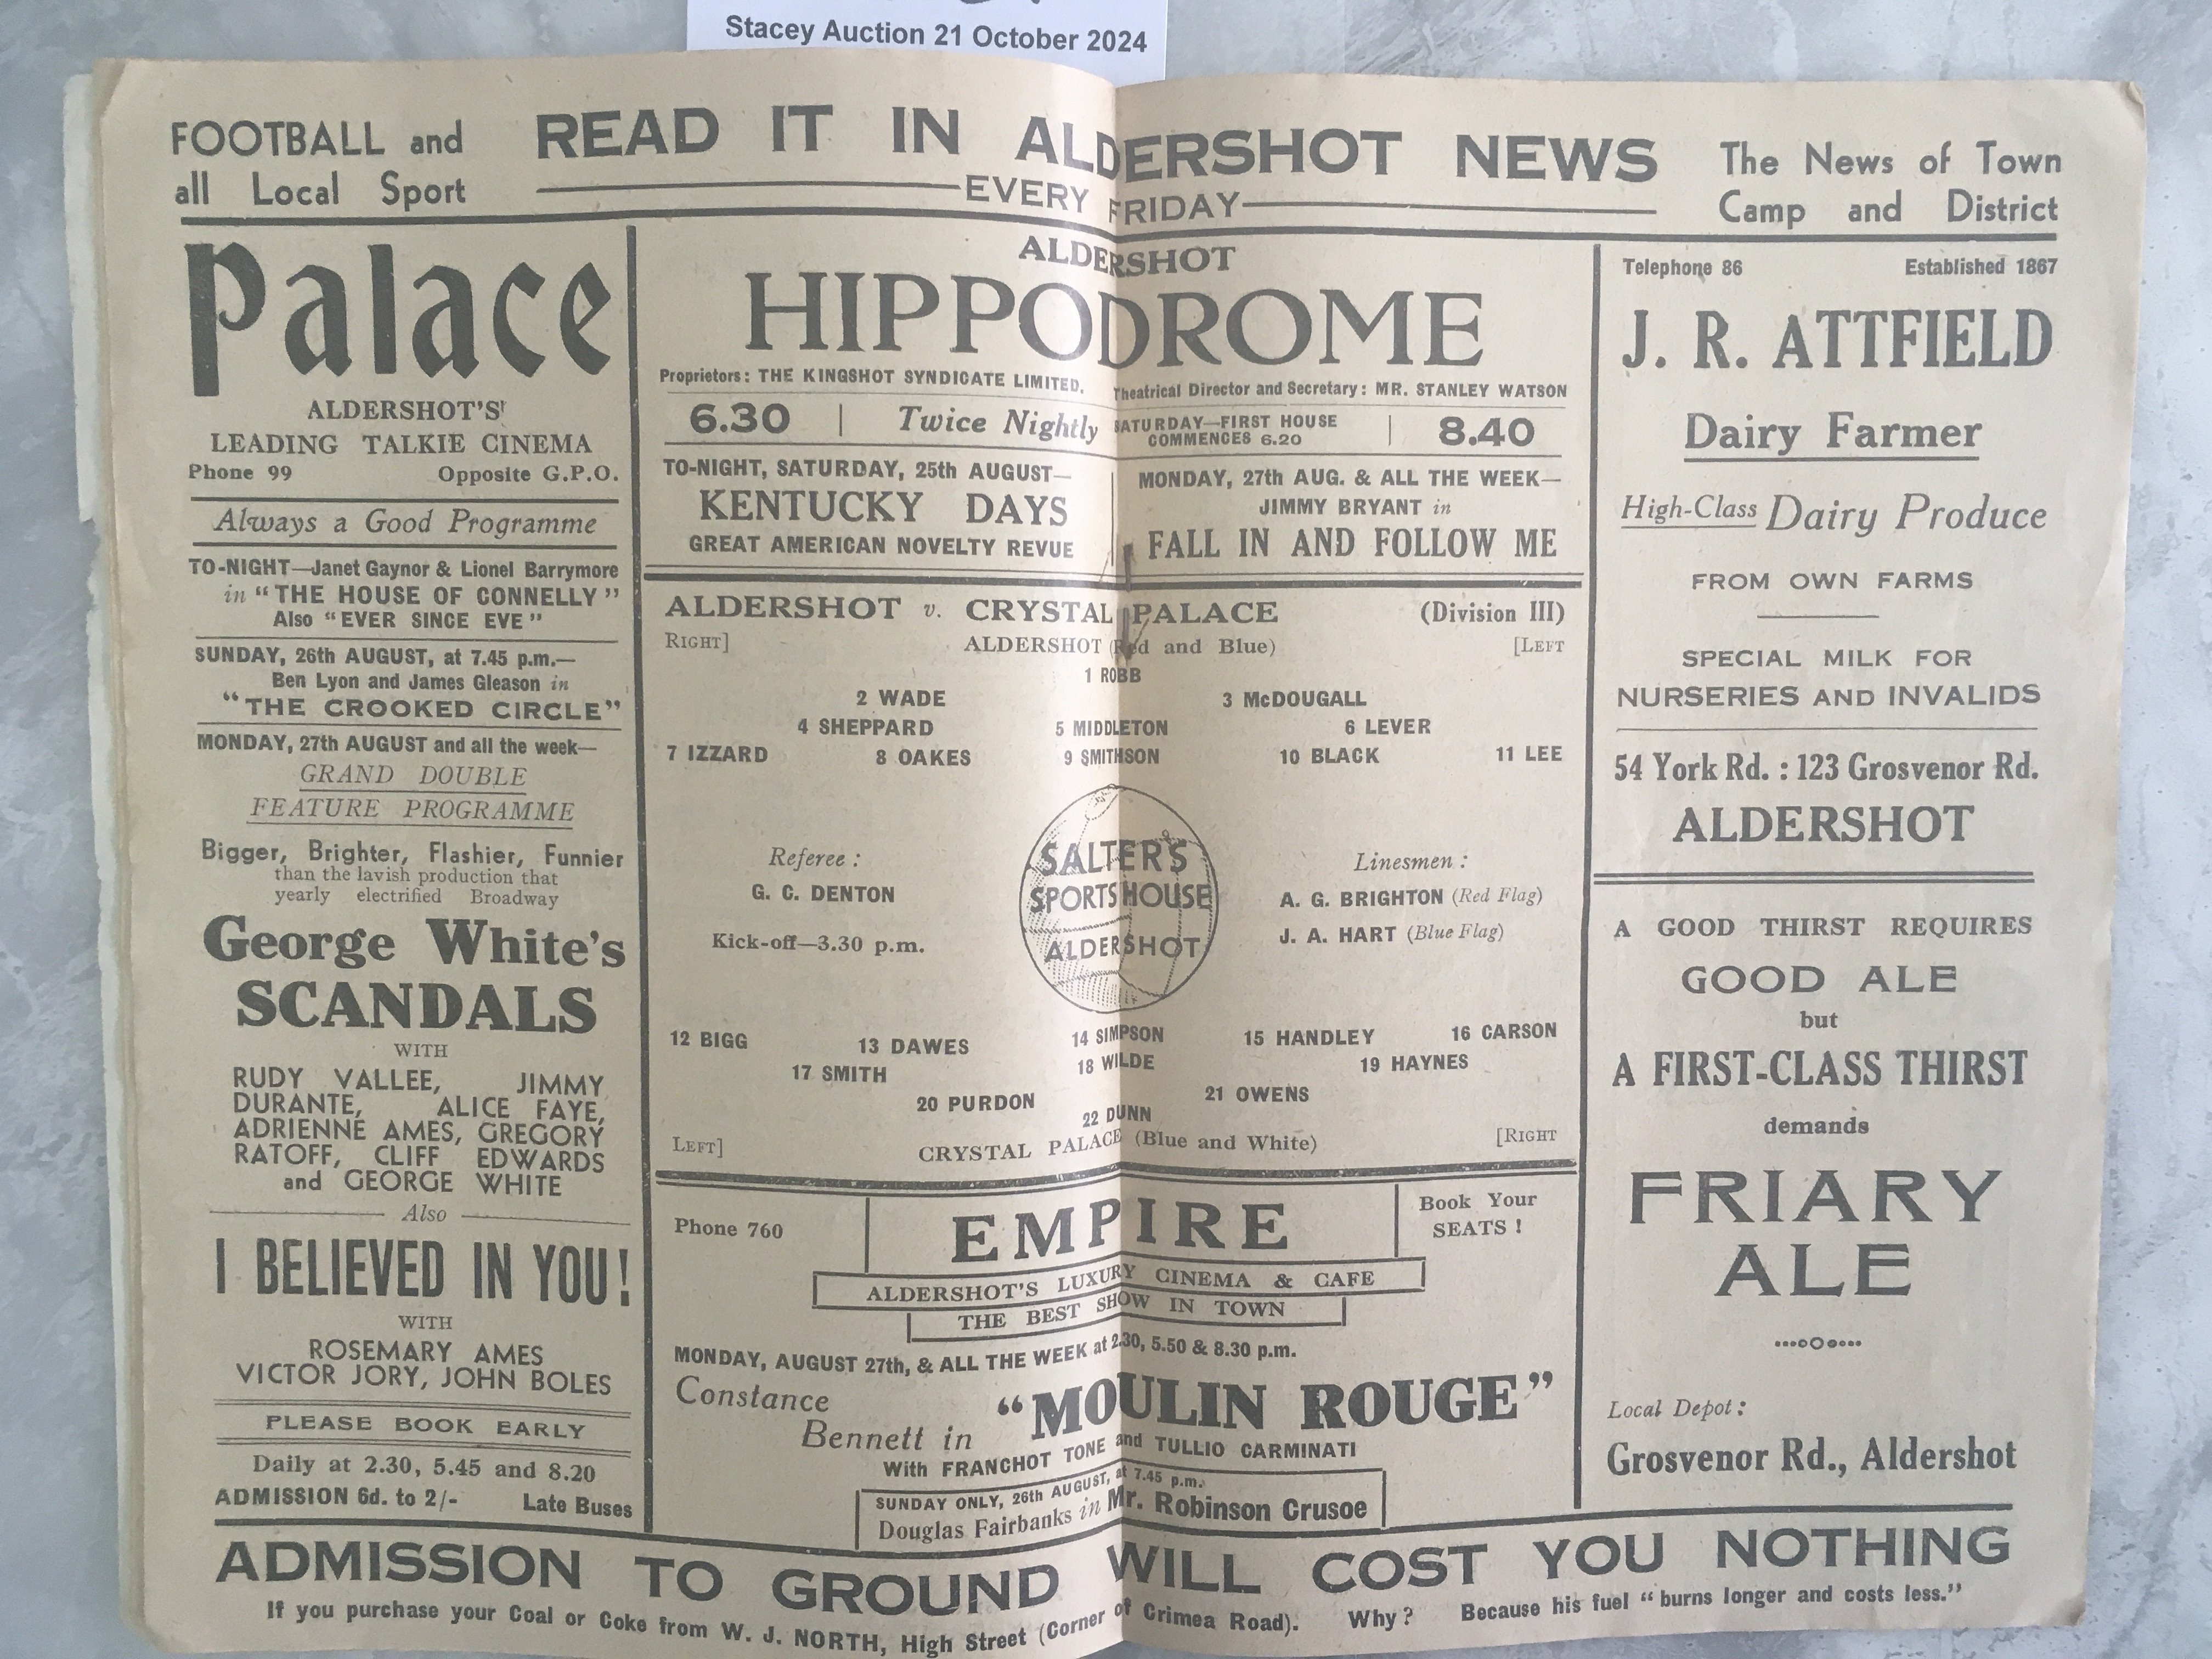 Stacey Auction 21 October 2024
FOOTBALL and
all Local Sport
READ IT IN ALDERSHOT NEWS
EVERY FRIDAY
The News of Town
Camp and District
Palace
ALDERSHOT'S
LEADING TALKIE CINEMA
Phone 99 Opposite G.P.O.
Always a Good Programme
TO-NIGHT—Janet Gaynor & Lionel Barrymore
in "THE HOUSE OF CONNELLY"
Also "EVER SINCE EVE"
SUNDAY, 26th AUGUST, at 7.45 p.m.—
Ben Lyon and James Gleason in
"THE CROOKED CIRCLE"
MONDAY, 27th AUGUST and all the week—
GRAND DOUBLE
FEATURE PROGRAMME
Bigger, Brighter, Flashier, Funnier
than the lavish production that
yearly electrified Broadway
George White's
SCANDALS
WITH
RUDY VALLEE, JIMMY
DURANTE, ALICE FAYE,
ADRIENNE AMES, GREGORY
RATOFF, CLIFF EDWARDS
and GEORGE WHITE
Also
I BELIEVED IN YOU!
WITH
ROSEMARY AMES
VICTOR JORY, JOHN BOLES
PLEASE BOOK EARLY
Daily at 2.30, 5.45 and 8.20
ADMISSION 6d. to 2/- Late Buses
ALDERSHOT
HIPPODROME
Proprietors: THE KINGSHOT SYNDICATE LIMITED. Theatrical Director and Secretary: MR. STANLEY WATSON
6.30 | Twice Nightly SATURDAY—FIRST HOUSE COMMENCES 6.20 | 8.40
TO-NIGHT, SATURDAY, 25th AUGUST—
KENTUCKY DAYS
GREAT AMERICAN NOVELTY REVUE
MONDAY, 27th AUG. & ALL THE WEEK—
JIMMY BRYANT in
FALL IN AND FOLLOW ME
ALDERSHOT v. CRYSTAL PALACE (Division III)
RIGHT] ALDERSHOT (Red and Blue) [LEFT
1 ROBB
2 WADE 3 McDOUGALL
4 SHEPPARD 5 MIDDLETON 6 LEVER
7 IZZARD 8 OAKES 9 SMITHSON 10 BLACK 11 LEE
Referee:
G. C. DENTON
Kick-off—3.30 p.m.
SALTER'S
SPORTS HOUSE
ALDERSHOT
Linesmen:
A. G. BRIGHTON (Red Flag)
J. A. HART (Blue Flag)
12 BIGG 13 DAWES 14 SIMPSON 15 HANDLEY 16 CARSON
17 SMITH 18 WILDE 19 HAYNES
20 PURDON 21 OWENS
22 DUNN
LEFT] CRYSTAL PALACE (Blue and White) [RIGHT
Phone 760
EMPIRE
Book Your
SEATS!
ALDERSHOT'S LUXURY CINEMA & CAFE
THE BEST SHOW IN TOWN
MONDAY, AUGUST 27th, & ALL THE WEEK at 2.30, 5.50 & 8.30 p.m.
Constance
Bennett in "MOULIN ROUGE"
With FRANCHOT TONE and TULLIO CARMINATI
SUNDAY ONLY, 26th AUGUST, at 7.45 p.m.
Douglas Fairbanks in Mr. Robinson Crusoe
Telephone 86 Established 1867
J. R. ATTFIELD
Dairy Farmer
High-Class Dairy Produce
FROM OWN FARMS
SPECIAL MILK FOR
NURSERIES AND INVALIDS
54 York Rd. : 123 Grosvenor Rd.
ALDERSHOT
A GOOD THIRST REQUIRES
GOOD ALE
but
A FIRST-CLASS THIRST
demands
FRIARY
ALE
Local Depot:
Grosvenor Rd., Aldershot
ADMISSION TO GROUND WILL COST YOU NOTHING
If you purchase your Coal or Coke from W. J. NORTH, High Street (Corner of Crimea Road). Why? Because his fuel "burns longer and costs less."